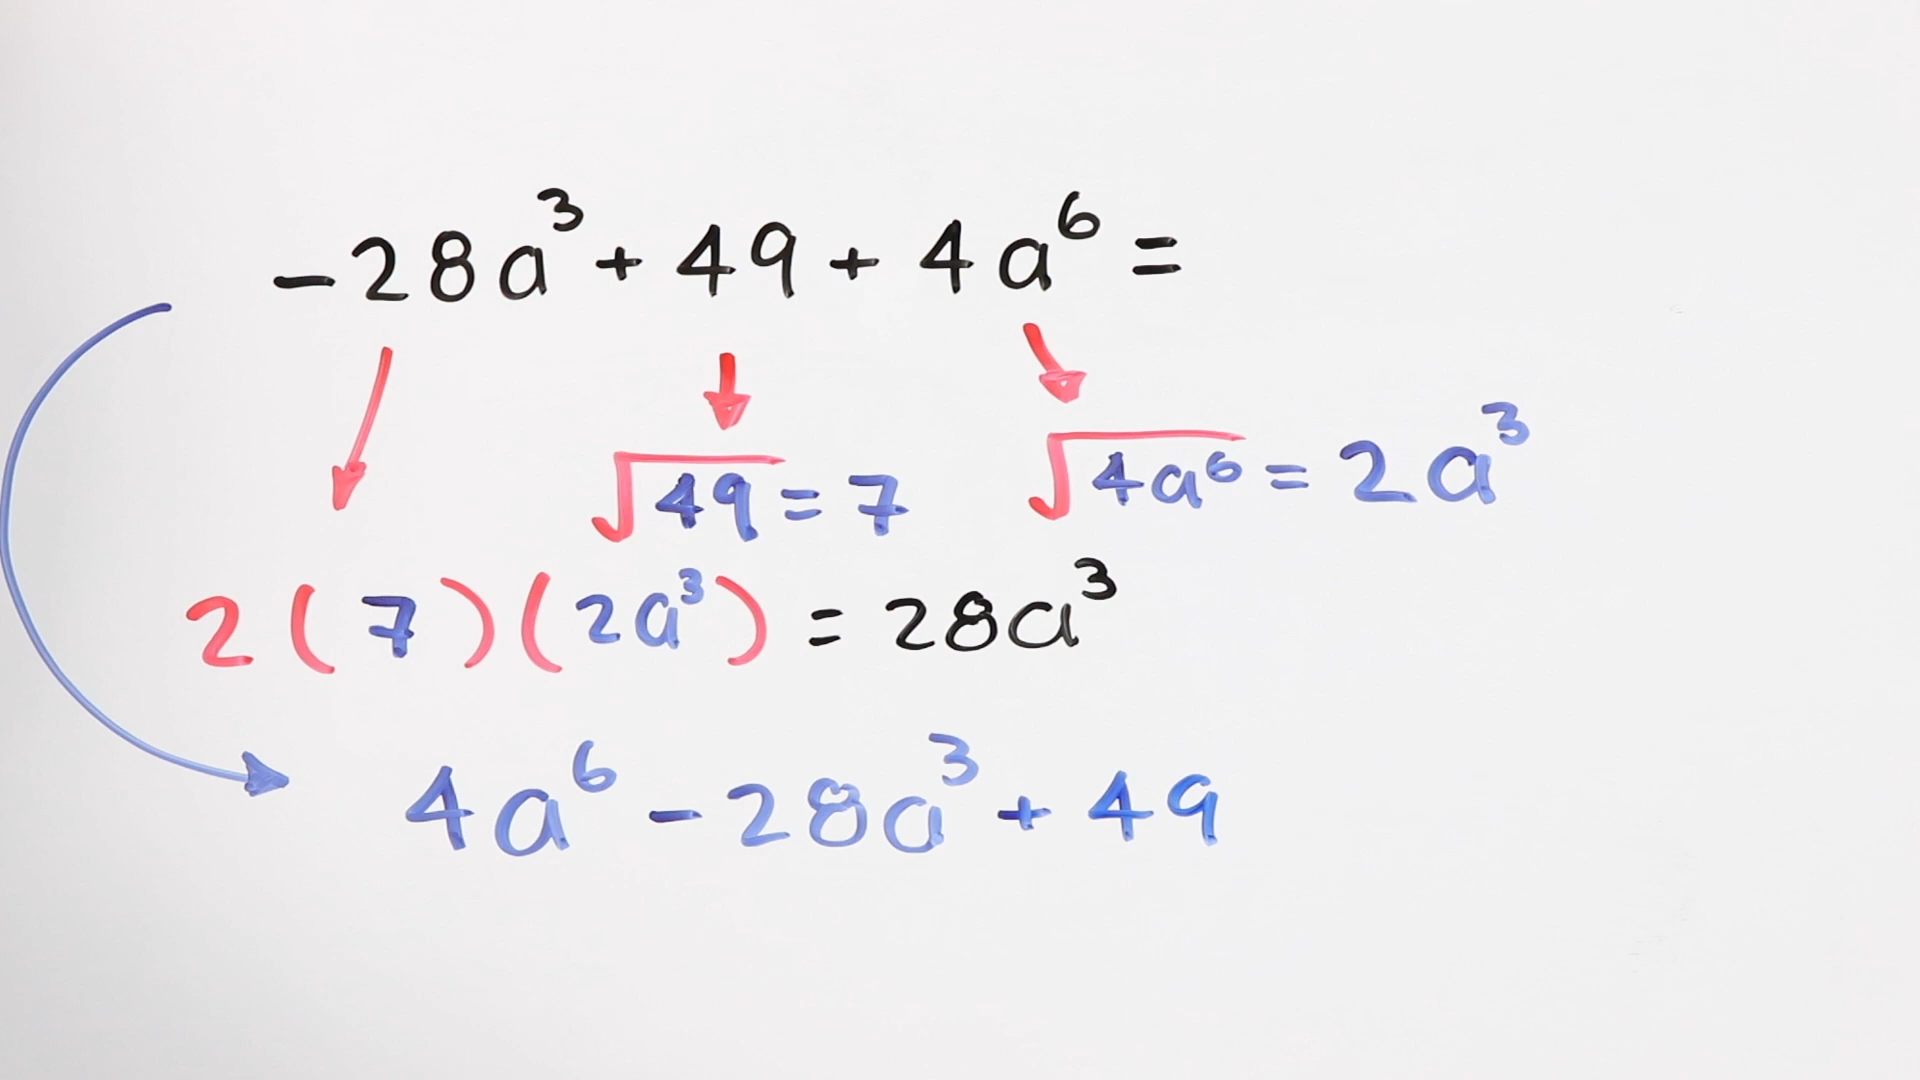 -28a³ + 49 + 4a⁶ =
√49 = 7 √4a⁶ = 2a³
2(7)(2a³) = 28a³
4a⁶ - 28a³ + 49